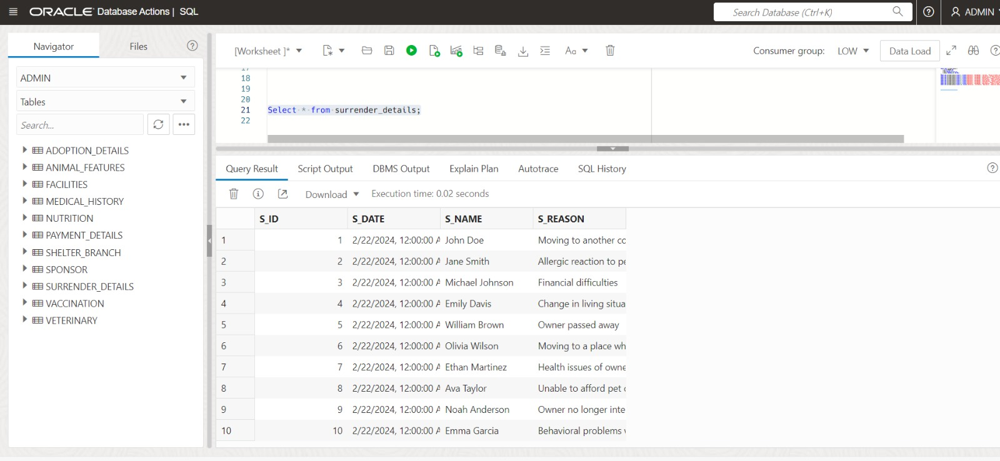 ORACLE Database Actions | SQL
Search Database (Ctrl+K)
ADMIN
Navigator
Files
[Worksheet ]*
Aa
Consumer group:
LOW
Data Load
ADMIN
Tables
Search...
ADOPTION_DETAILS
ANIMAL_FEATURES
FACILITIES
MEDICAL_HISTORY
NUTRITION
PAYMENT_DETAILS
SHELTER_BRANCH
SPONSOR
SURRENDER_DETAILS
VACCINATION
VETERINARY
17
18
19
20
21 Select * from surrender_details;
22
Query Result Script Output DBMS Output Explain Plan Autotrace SQL History
Download Execution time: 0.02 seconds
S_ID S_DATE S_NAME S_REASON
1 1 2/22/2024, 12:00:00 A John Doe Moving to another co
2 2 2/22/2024, 12:00:00 A Jane Smith Allergic reaction to pe
3 3 2/22/2024, 12:00:00 A Michael Johnson Financial difficulties
4 4 2/22/2024, 12:00:00 A Emily Davis Change in living situa
5 5 2/22/2024, 12:00:00 A William Brown Owner passed away
6 6 2/22/2024, 12:00:00 A Olivia Wilson Moving to a place wh
7 7 2/22/2024, 12:00:00 A Ethan Martinez Health issues of owne
8 8 2/22/2024, 12:00:00 A Ava Taylor Unable to afford pet
9 9 2/22/2024, 12:00:00 A Noah Anderson Owner no longer inte
10 10 2/22/2024, 12:00:00 A Emma Garcia Behavioral problems